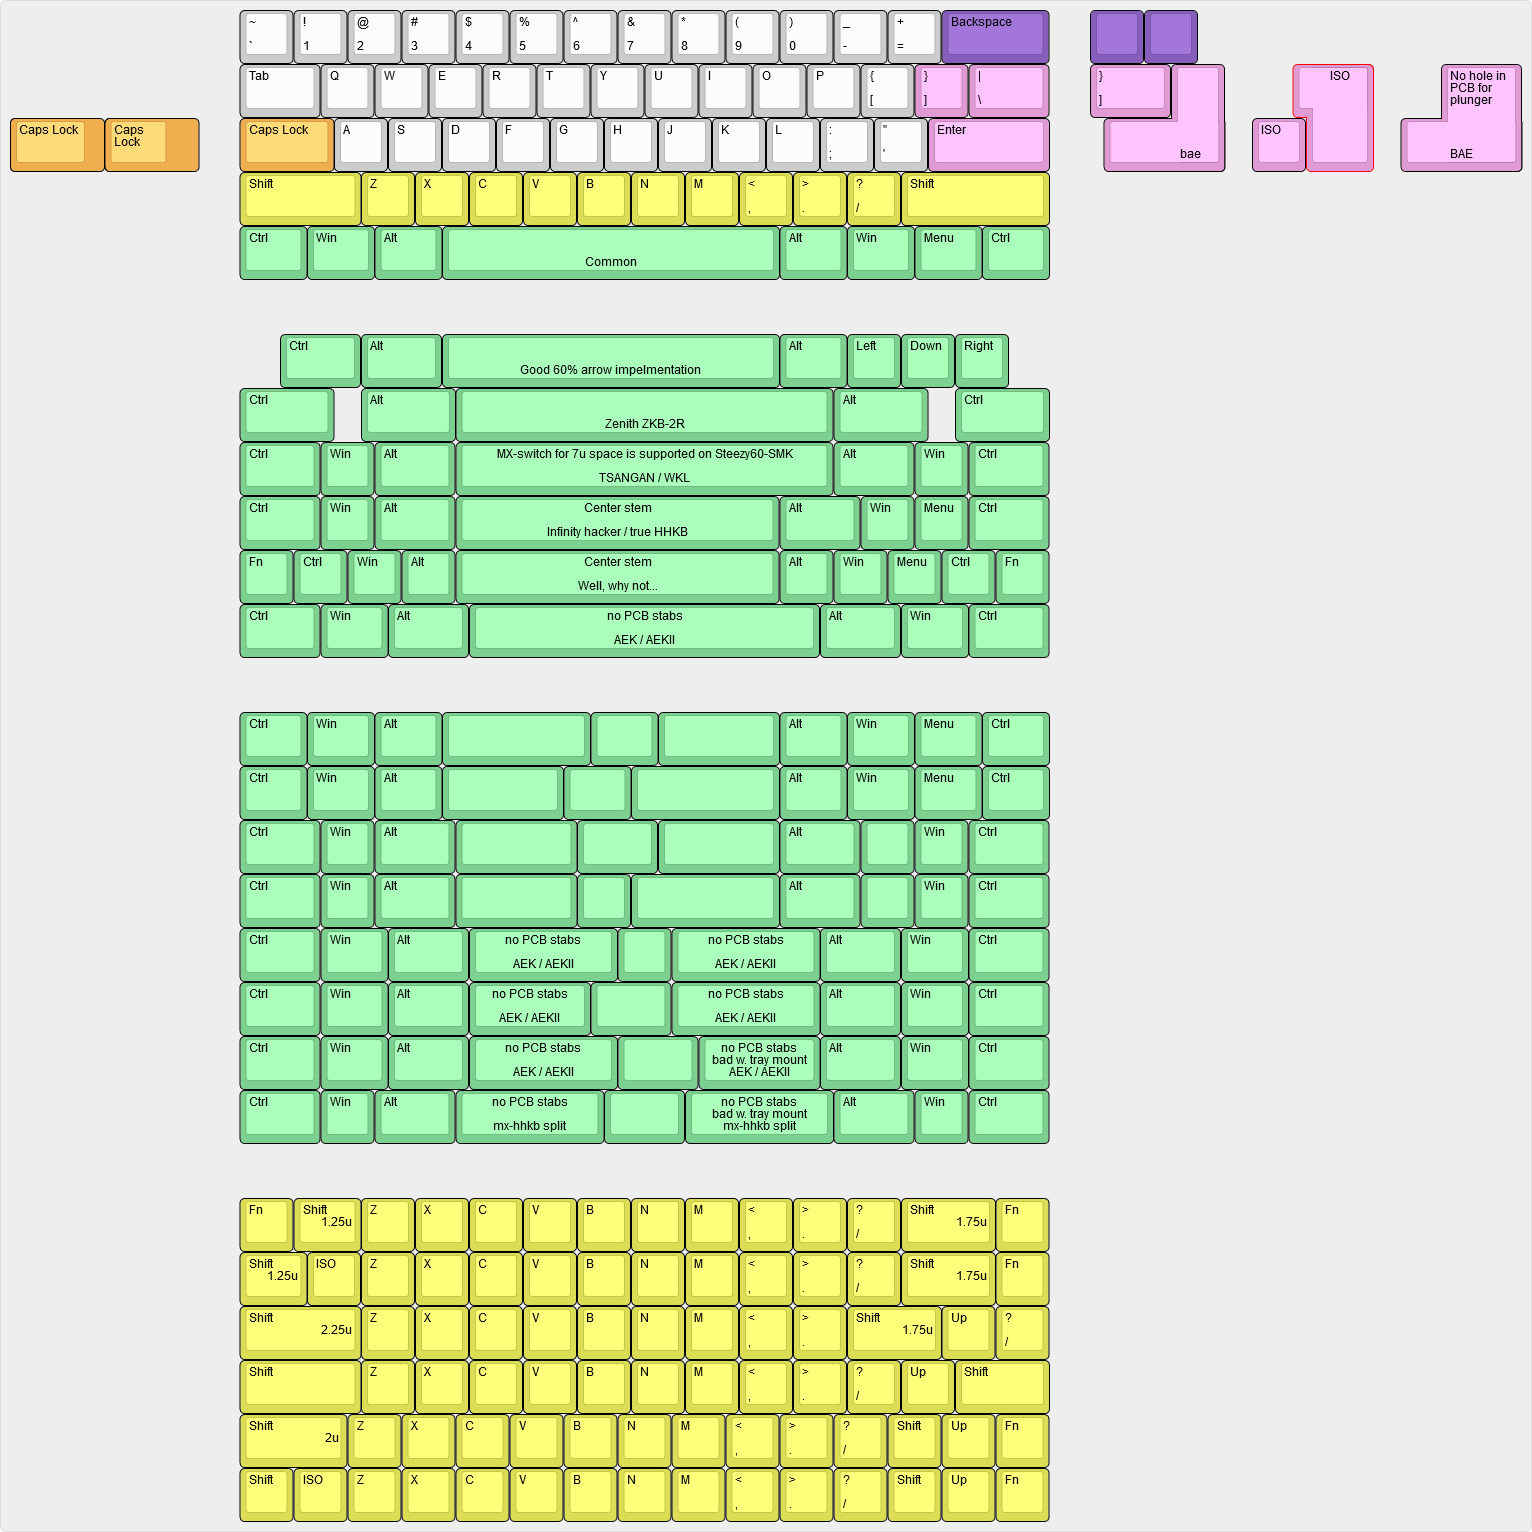 ~ ! @ # $ % ^ & * ( ) _ + Backspace
` 1 2 3 4 5 6 7 8 9 0 - =
Tab Q W E R T Y U I O P { } |
[ ] \
}
]
ISO
No hole in
PCB for
plunger
Caps Lock Caps
Lock
Caps Lock A S D F G H J K L : " Enter
; '
bae
ISO
BAE
Shift Z X C V B N M < > ? Shift
, . /
Ctrl Win Alt Alt Win Menu Ctrl
Common
Ctrl Alt Alt Left Down Right
Good 60% arrow impelmentation
Ctrl Alt Alt Ctrl
Zenith ZKB-2R
Ctrl Win Alt MX-switch for 7u space is supported on Steezy60-SMK Alt Win Ctrl
TSANGAN / WKL
Ctrl Win Alt Center stem Alt Win Menu Ctrl
Infinity hacker / true HHKB
Fn Ctrl Win Alt Center stem Alt Win Menu Ctrl Fn
Well, why not...
Ctrl Win Alt no PCB stabs Alt Win Ctrl
AEK / AEKII
Ctrl Win Alt Alt Win Menu Ctrl
Ctrl Win Alt Alt Win Menu Ctrl
Ctrl Win Alt Alt Win Ctrl
Ctrl Win Alt Alt Win Ctrl
Ctrl Win Alt no PCB stabs no PCB stabs Alt Win Ctrl
AEK / AEKII AEK / AEKII
Ctrl Win Alt no PCB stabs no PCB stabs Alt Win Ctrl
AEK / AEKII AEK / AEKII
Ctrl Win Alt no PCB stabs no PCB stabs Alt Win Ctrl
bad w. tray mount
AEK / AEKII AEK / AEKII
Ctrl Win Alt no PCB stabs no PCB stabs Alt Win Ctrl
bad w. tray mount
mx-hhkb split mx-hhkb split
Fn Shift Z X C V B N M < > ? Shift Fn
1.25u 1.75u
, . /
Shift ISO Z X C V B N M < > ? Shift Fn
1.25u 1.75u
, . /
Shift Z X C V B N M < > Shift Up ?
2.25u 1.75u
, . /
Shift Z X C V B N M < > ? Up Shift
, . /
Shift Z X C V B N M < > ? Shift Up Fn
2u
, . /
Shift ISO Z X C V B N M < > ? Shift Up Fn
, . /